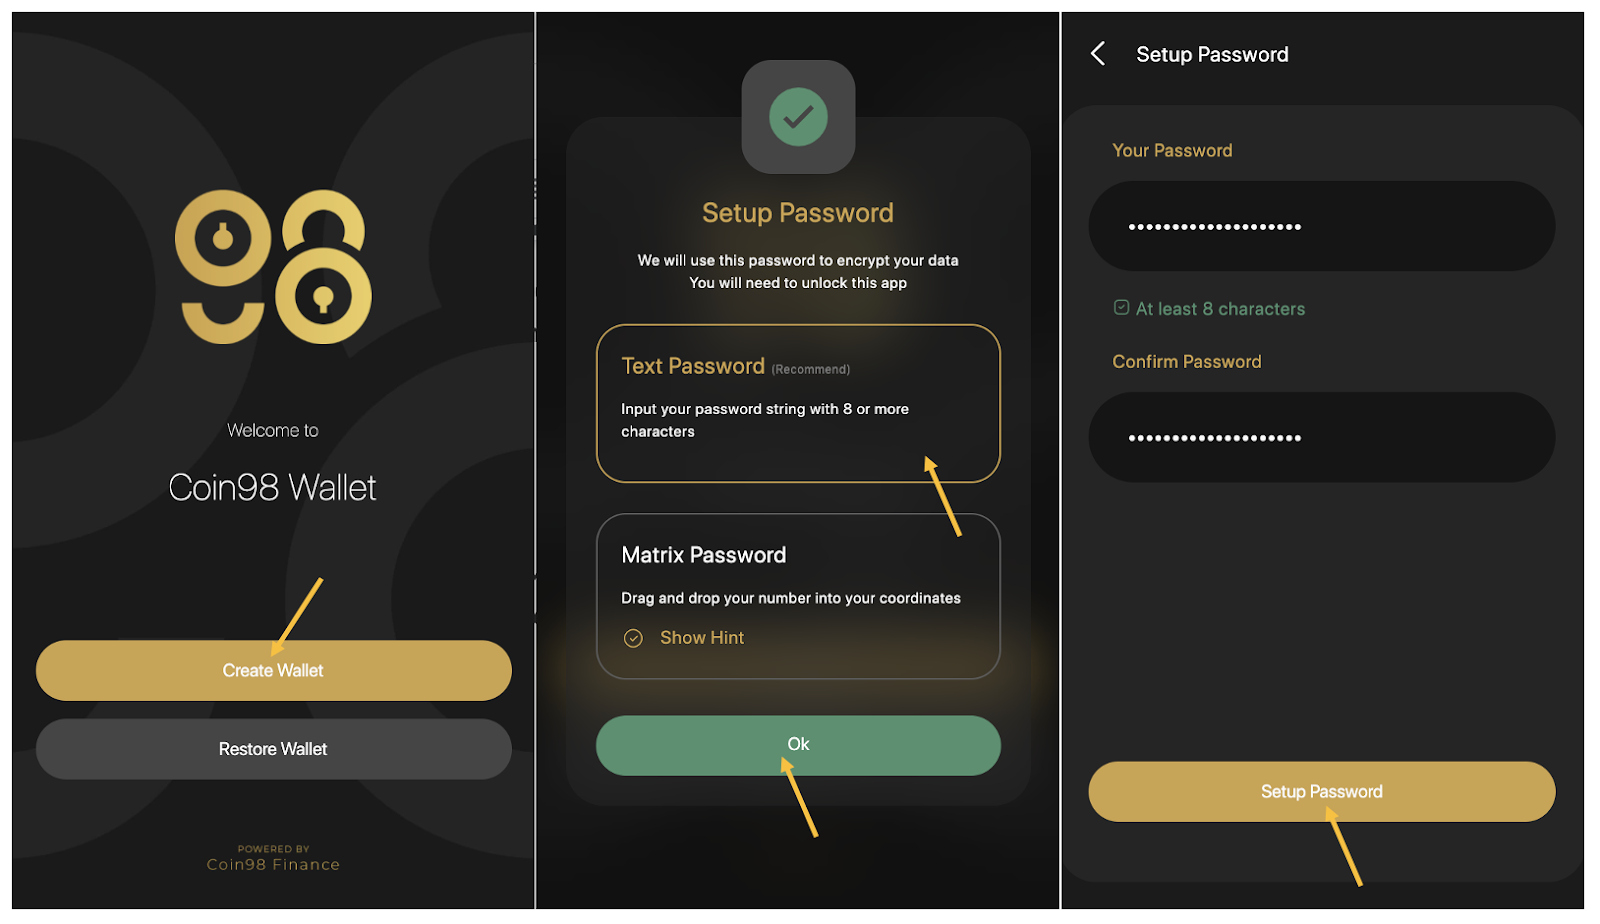 98
Welcome to
Coin98 Wallet
Create Wallet
Restore Wallet
POWERED BY
Coin98 Finance
Setup Password
We will use this password to encrypt your data
You will need to unlock this app
Text Password (Recommend)
Input your password string with 8 or more
characters
Matrix Password
Drag and drop your number into your coordinates
Show Hint
Ok
Setup Password
Your Password
••••••••••••••••••••
At least 8 characters
Confirm Password
••••••••••••••••••••
Setup Password